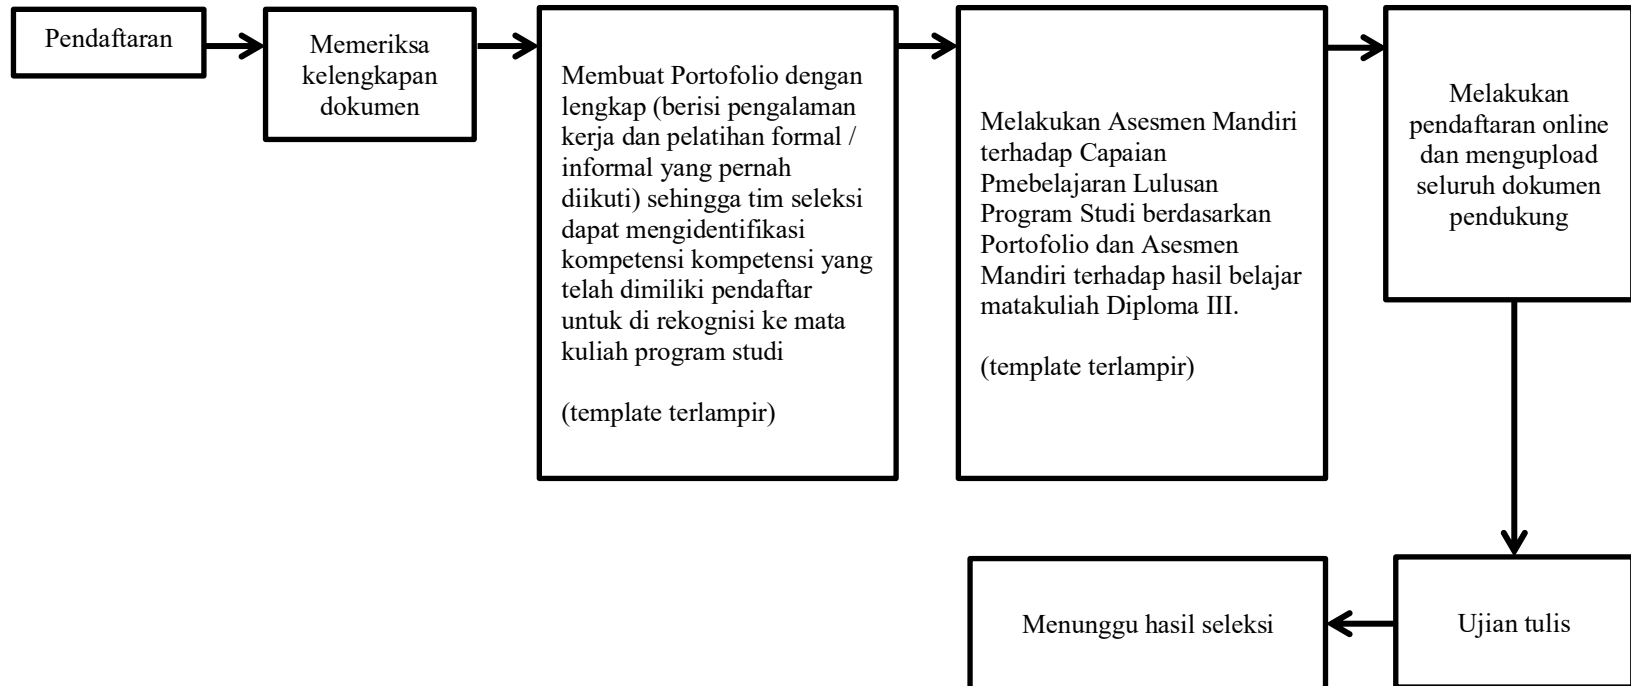 Pendaftaran
Memeriksa
kelengkapan
dokumen
Membuat Portofolio dengan
lengkap (berisi pengalaman
kerja dan pelatihan formal /
informal yang pernah
diikuti) sehingga tim seleksi
dapat mengidentifikasi
kompetensi kompetensi yang
telah dimiliki pendaftar
untuk di rekognisi ke mata
kuliah program studi
(template terlampir)
Melakukan Asesmen Mandiri
terhadap Capaian
Pmebelajaran Lulusan
Program Studi berdasarkan
Portofolio dan Asesmen
Mandiri terhadap hasil belajar
matakuliah Diploma III.
(template terlampir)
Melakukan
pendaftaran online
dan mengupload
seluruh dokumen
pendukung
Ujian tulis
Menunggu hasil seleksi